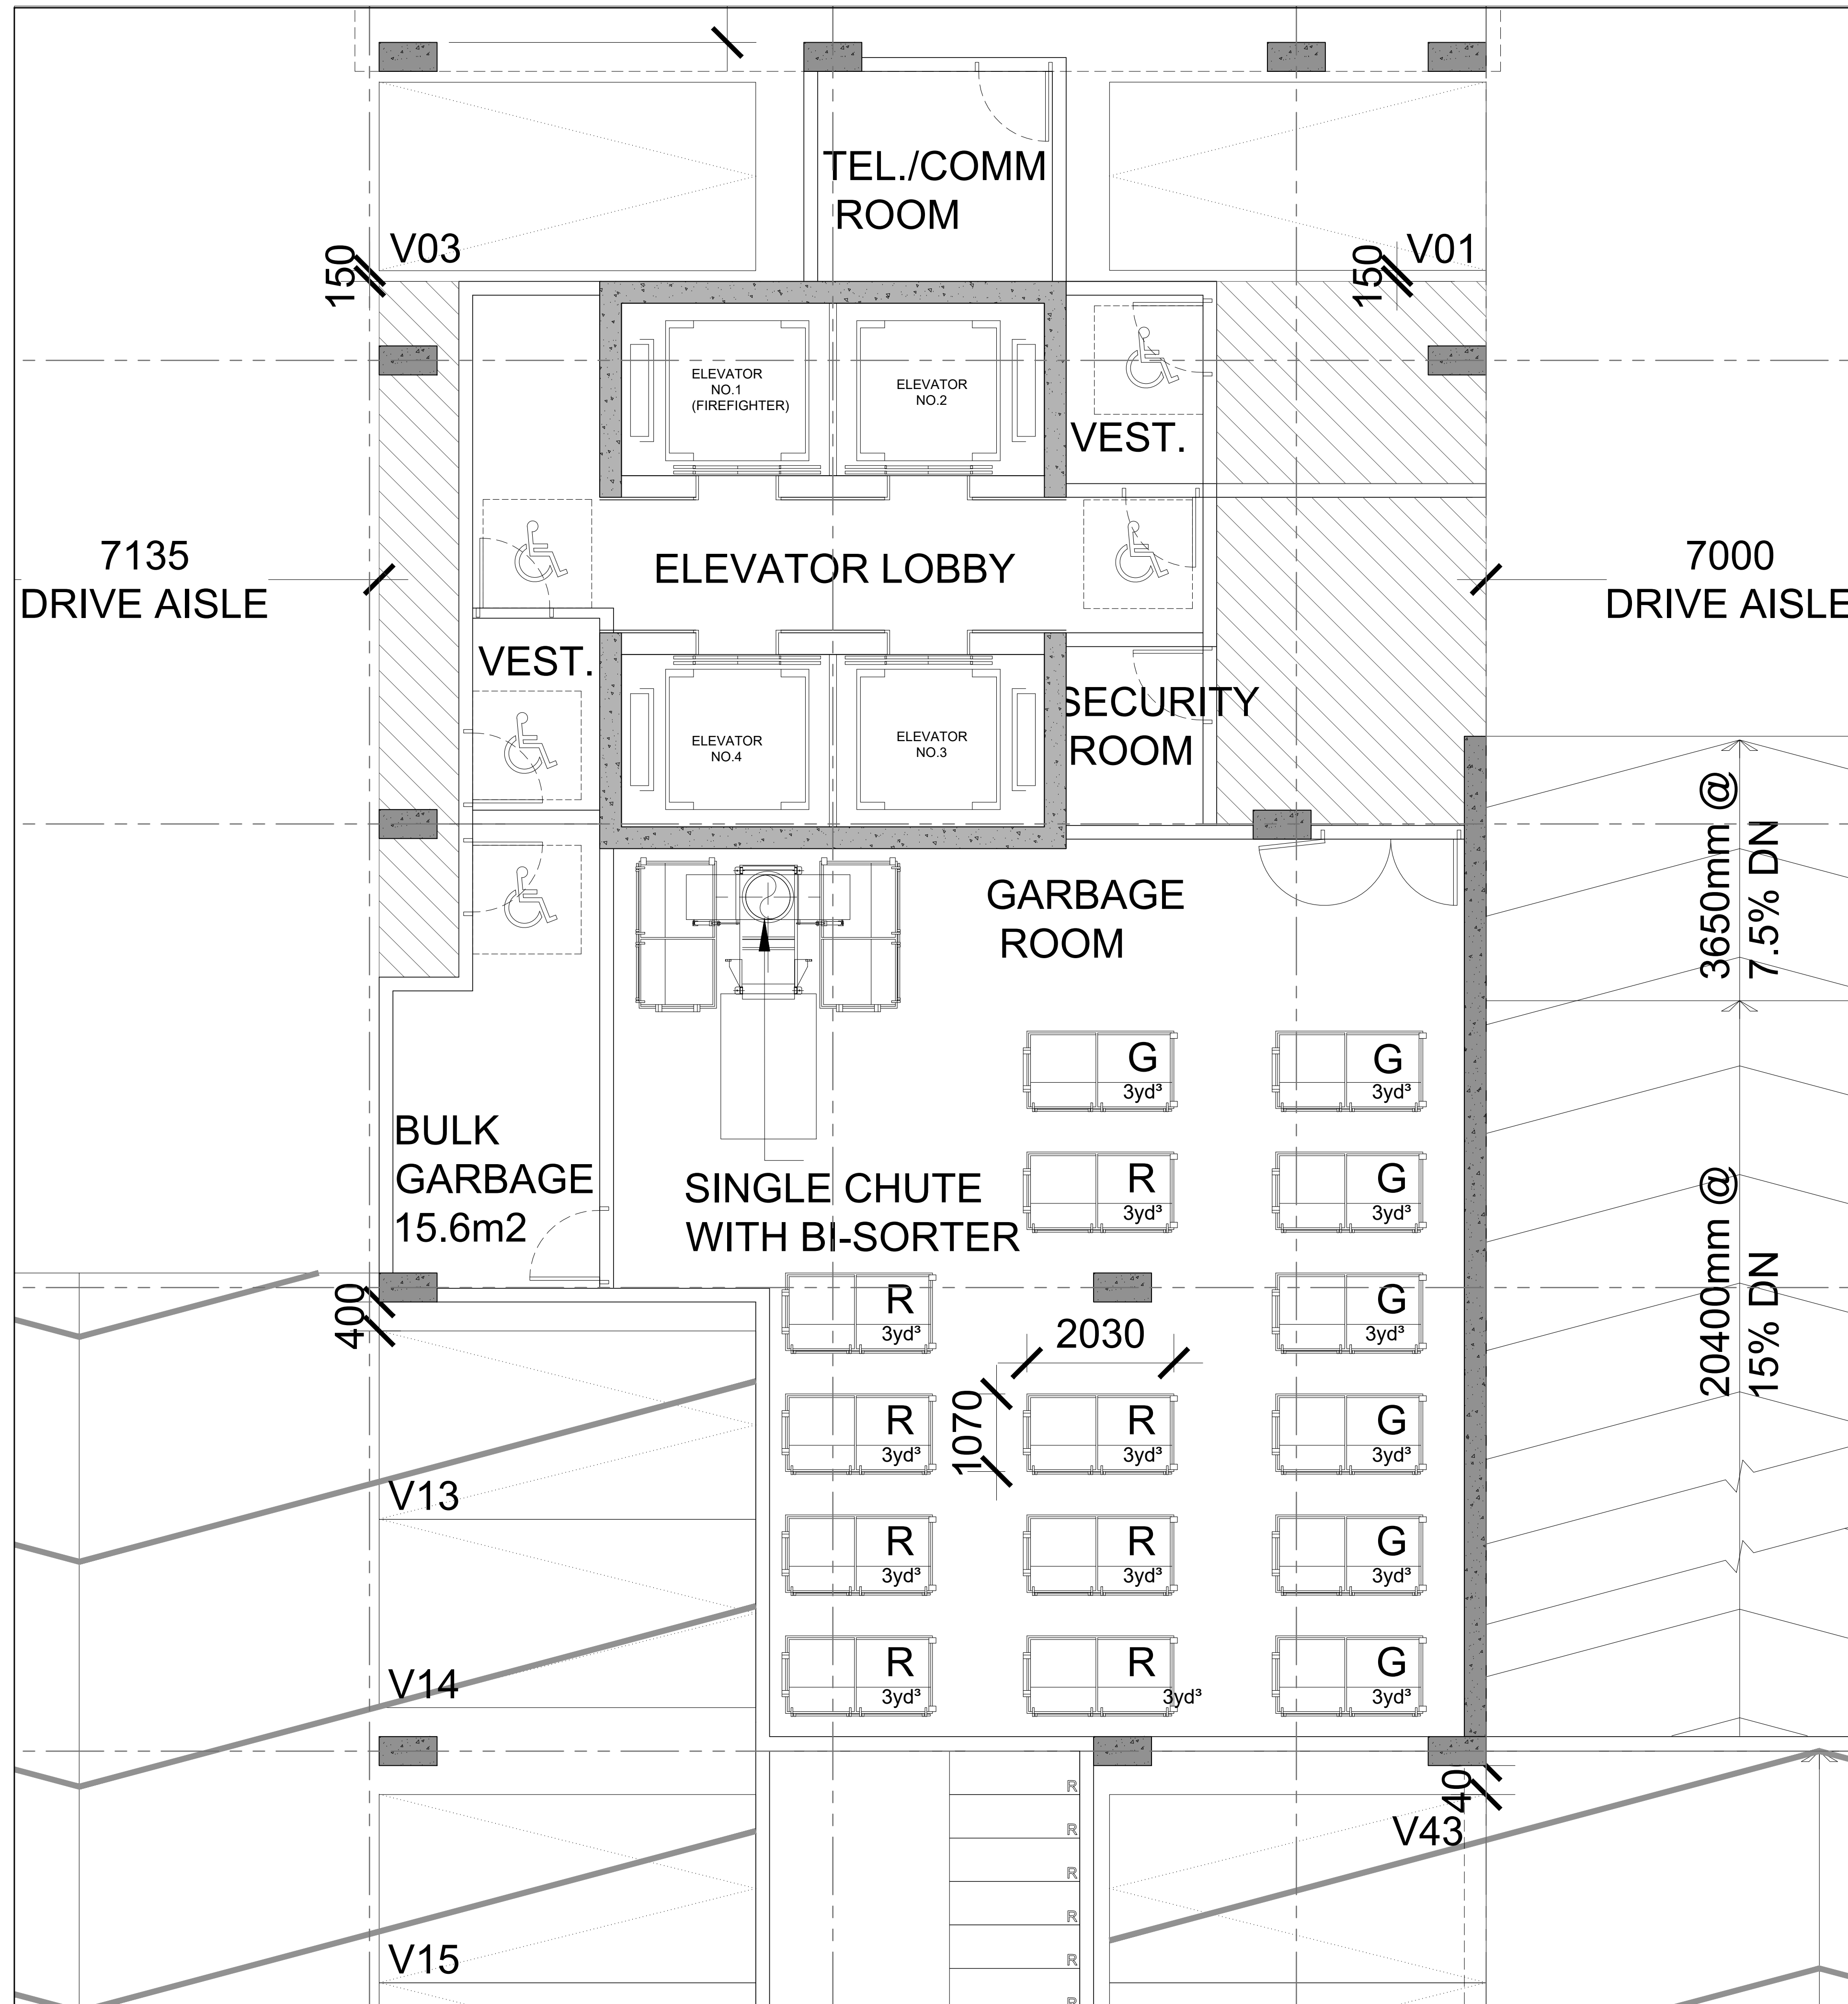 TEL./COMM
ROOM
V03
V01
150
150
ELEVATOR
NO.1
(FIREFIGHTER)
ELEVATOR
NO.2
VEST.
7135
DRIVE AISLE
ELEVATOR LOBBY
7000
DRIVE AISLE
VEST.
SECURITY
ROOM
ELEVATOR
NO.4
ELEVATOR
NO.3
3650mm @
7.5% DN
GARBAGE
ROOM
G
3yd³
G
3yd³
BULK
GARBAGE
15.6m2
SINGLE CHUTE
WITH BI-SORTER
R
3yd³
G
3yd³
20400mm @
15% DN
400
R
3yd³
G
3yd³
2030
1070
R
3yd³
R
3yd³
G
3yd³
V13
R
3yd³
R
3yd³
G
3yd³
V14
R
3yd³
R
3yd³
G
3yd³
40
V43
R
R
R
R
R
R
V15